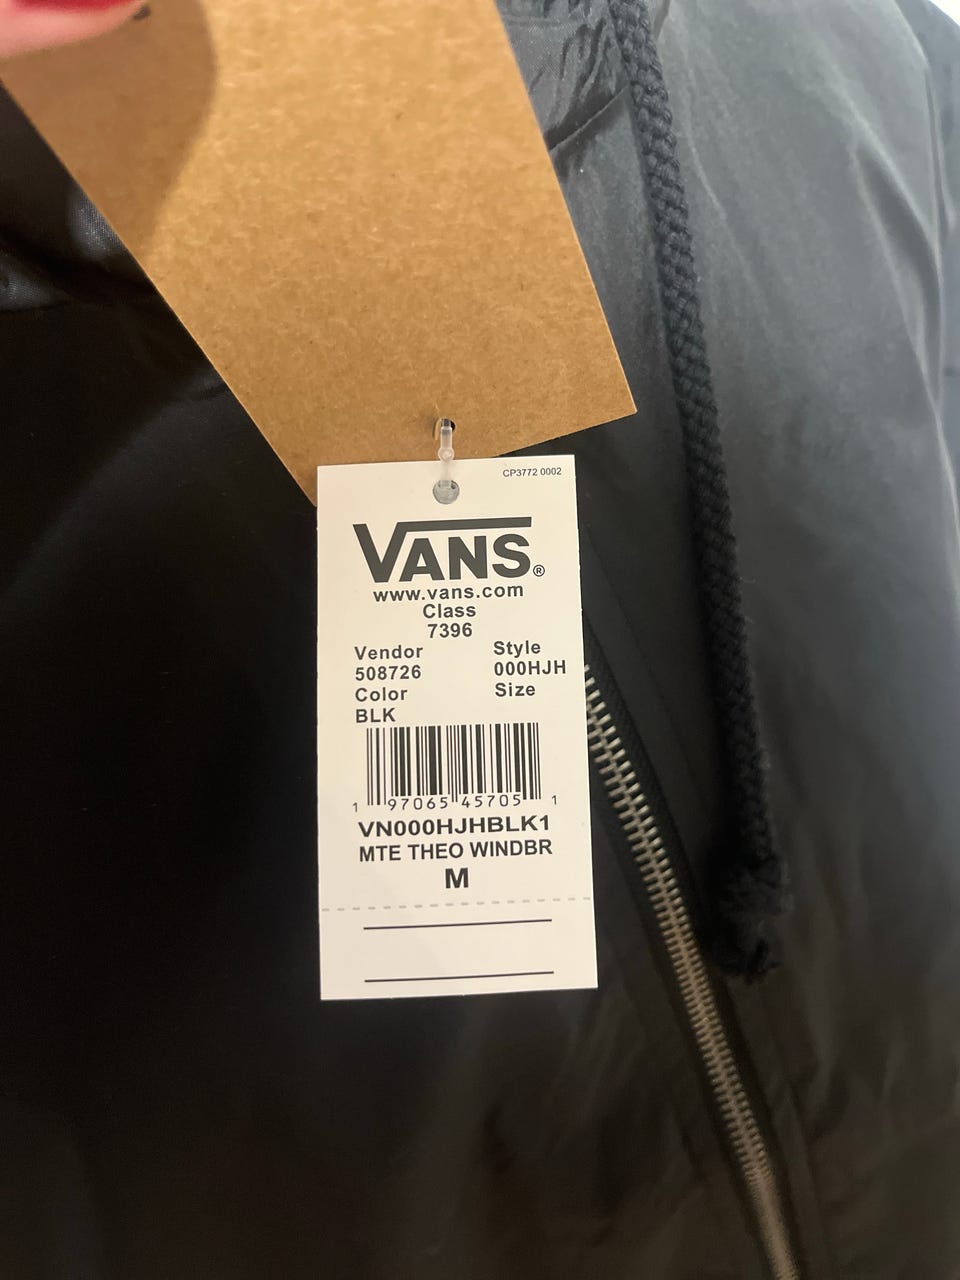 CP3772 0002
VANS®
www.vans.com
Class
7396
Vendor Style
508726 000HJH
Color Size
BLK
1 97065 45705 1
VN000HJHBLK1
MTE THEO WINDBR
M